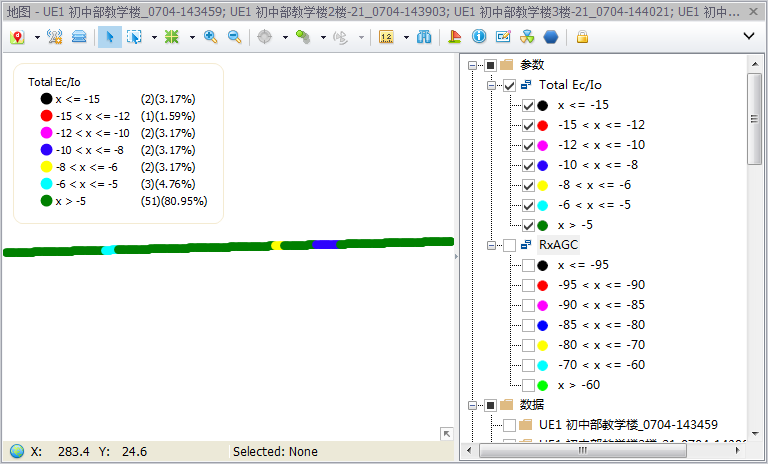 地图 - UE1 初中部教学楼_0704-143459; UE1 初中部教学楼2楼-21_0704-143903; UE1 初中部教学楼3楼-21_0704-144021; UE1 初中...
1.2
Total Ec/Io
x <= -15 (2)(3.17%)
-15 < x <= -12 (1)(1.59%)
-12 < x <= -10 (2)(3.17%)
-10 < x <= -8 (2)(3.17%)
-8 < x <= -6 (2)(3.17%)
-6 < x <= -5 (3)(4.76%)
x > -5 (51)(80.95%)
参数
Total Ec/Io
x <= -15
-15 < x <= -12
-12 < x <= -10
-10 < x <= -8
-8 < x <= -6
-6 < x <= -5
x > -5
RxAGC
x <= -95
-95 < x <= -90
-90 < x <= -85
-85 < x <= -80
-80 < x <= -70
-70 < x <= -60
x > -60
数据
UE1 初中部教学楼_0704-143459
X: 283.4 Y: 24.6 Selected: None